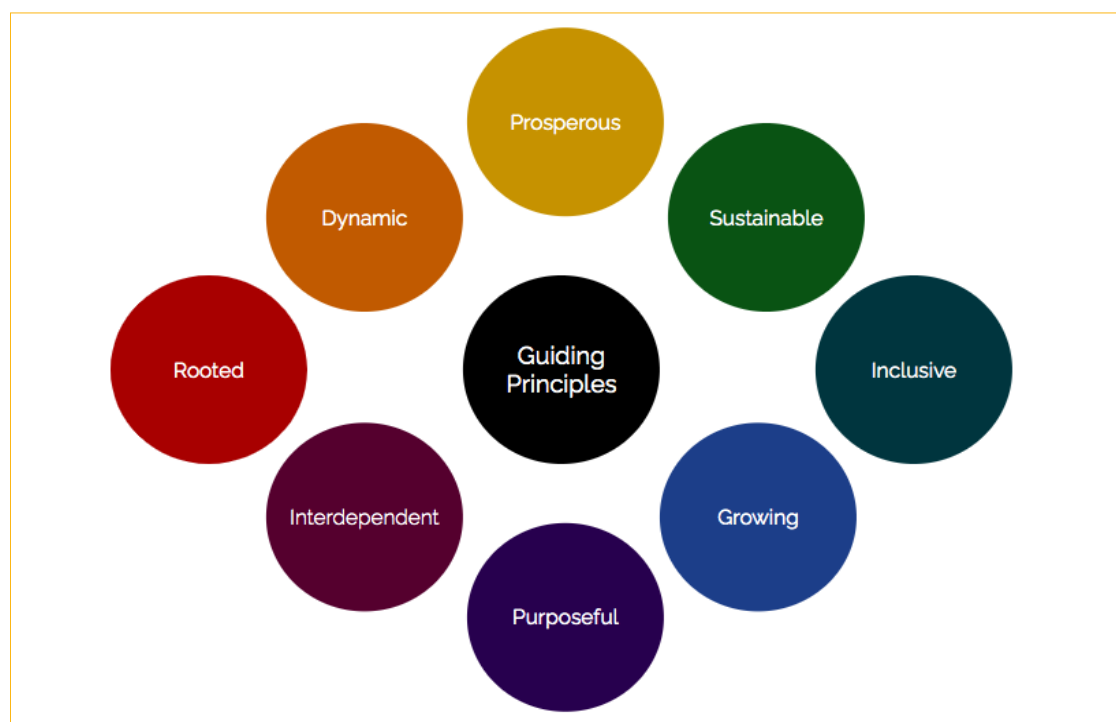 Prosperous
Dynamic
Sustainable
Rooted
Guiding
Principles
Inclusive
Interdependent
Growing
Purposeful